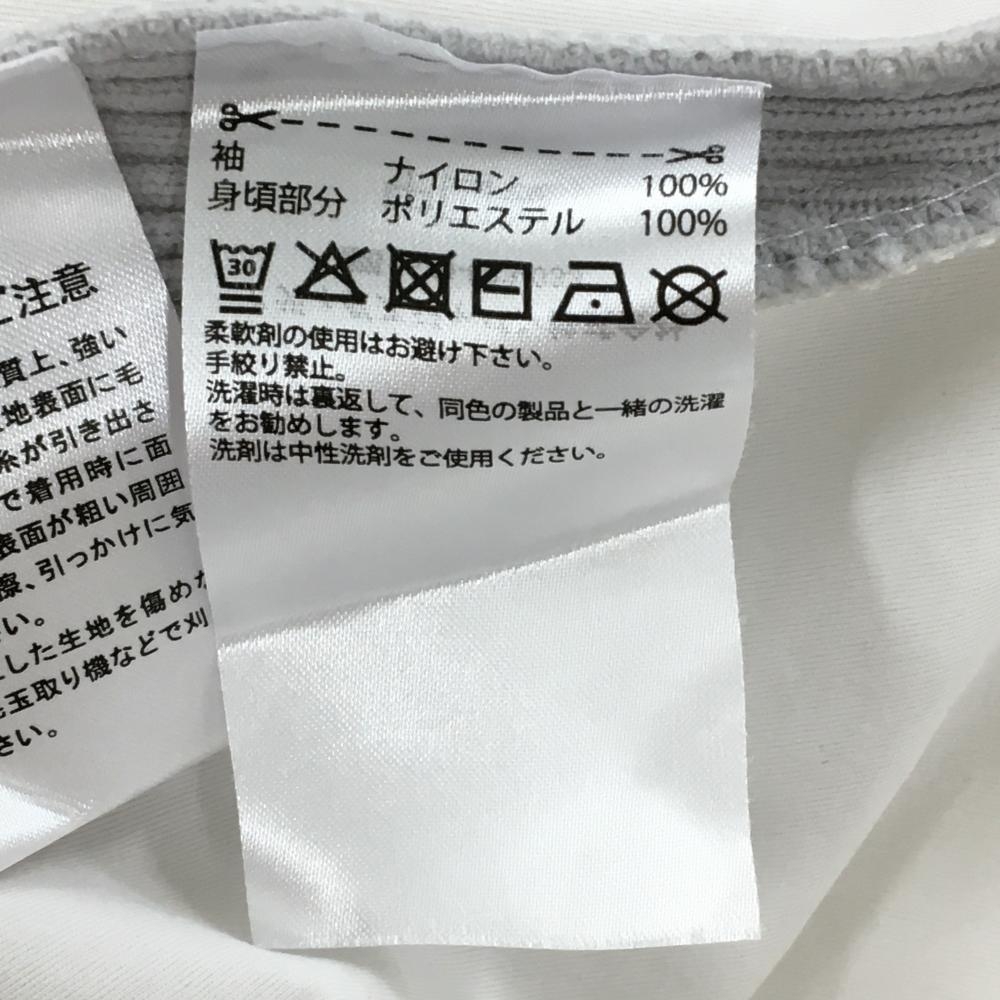 袖 ナイロン 100%
身頃部分 ポリエステル 100%
30
柔軟剤の使用はお避け下さい。
手絞り禁止。
洗濯時は裏返して、同色の製品と一緒の洗濯
をお勧めします。
洗剤は中性洗剤をご使用ください。
ご注意
質上、強い
地表面に毛
糸が引き出さ
で着用時に面
表面が粗い周囲
際、引っかけに気
さい。
した生地を傷めな
毛玉取り機などで刈
さい。